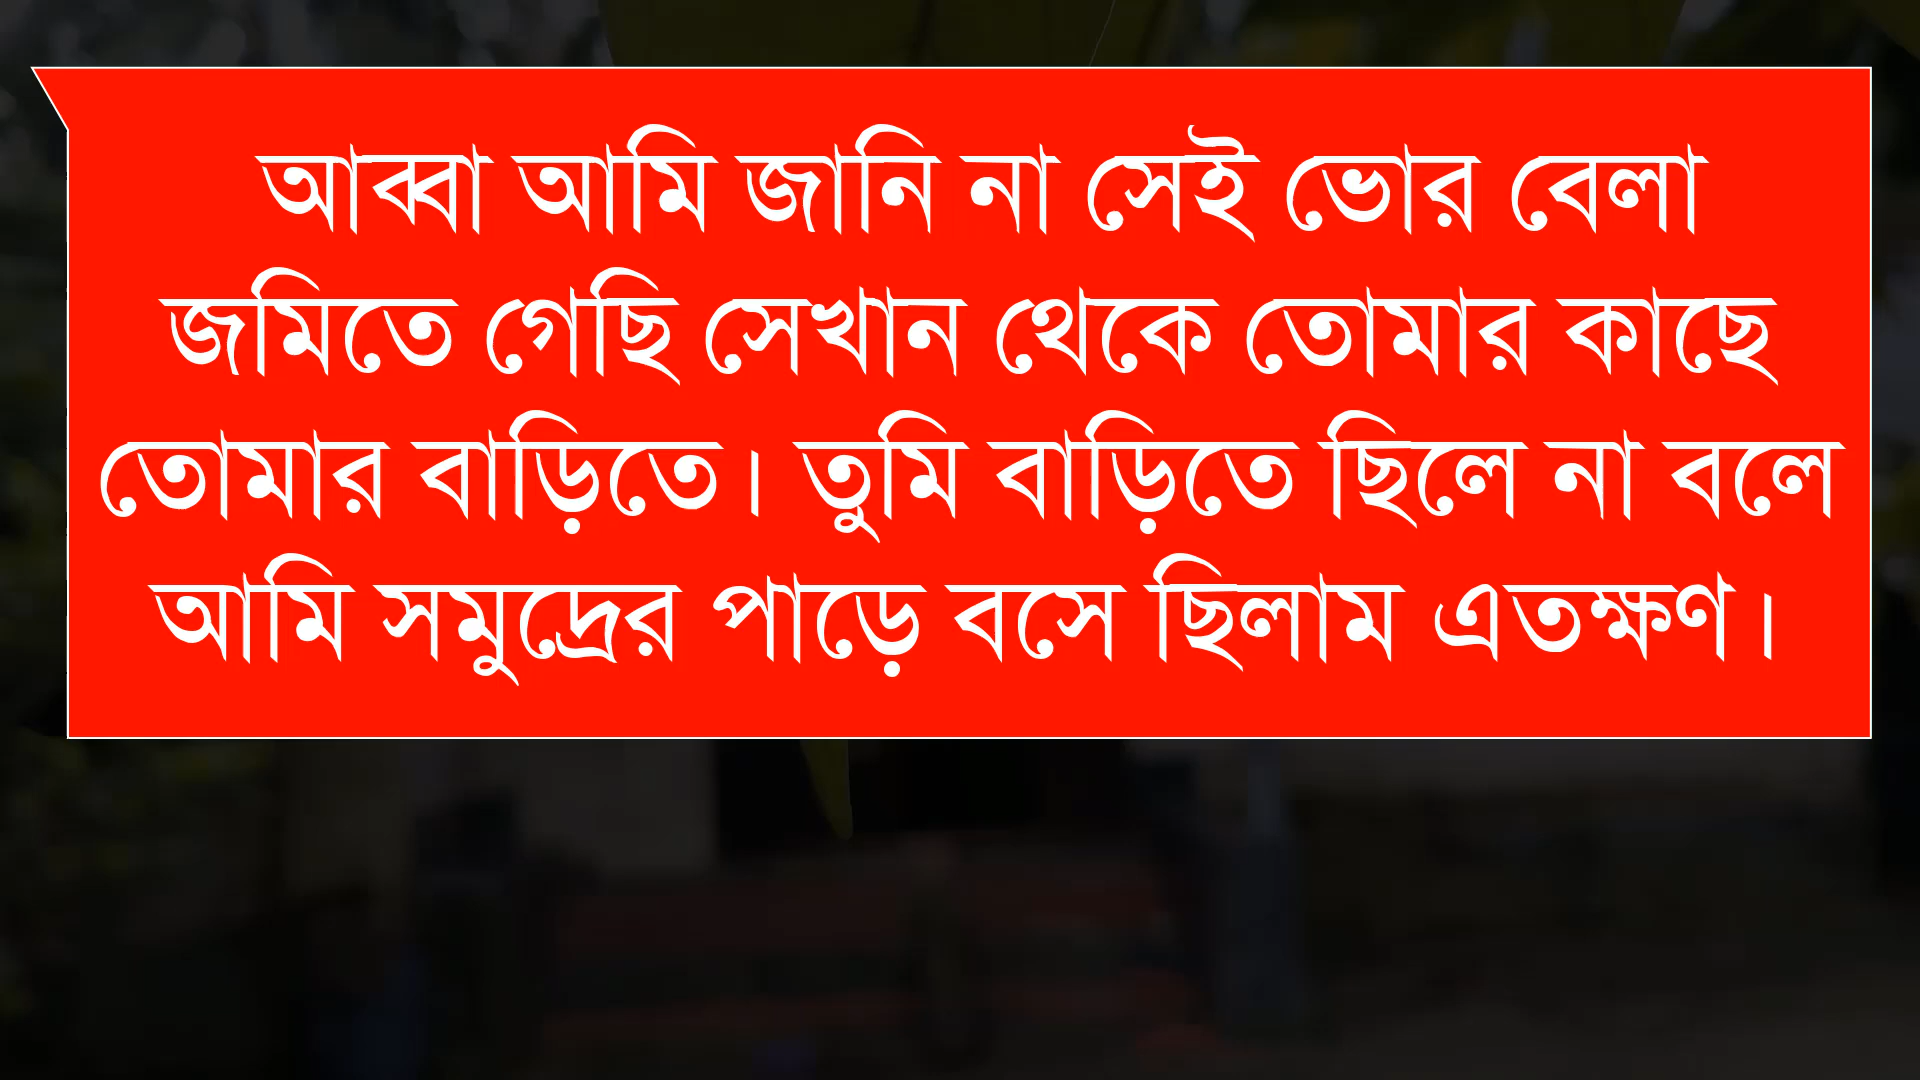 আব্বা আমি জানি না সেই ভোর বেলা
জমিতে গেছি সেখান থেকে তোমার কাছে
তোমার বাড়িতে। তুমি বাড়িতে ছিলে না বলে
আমি সমুদ্রের পাড়ে বসে ছিলাম এতক্ষণ।